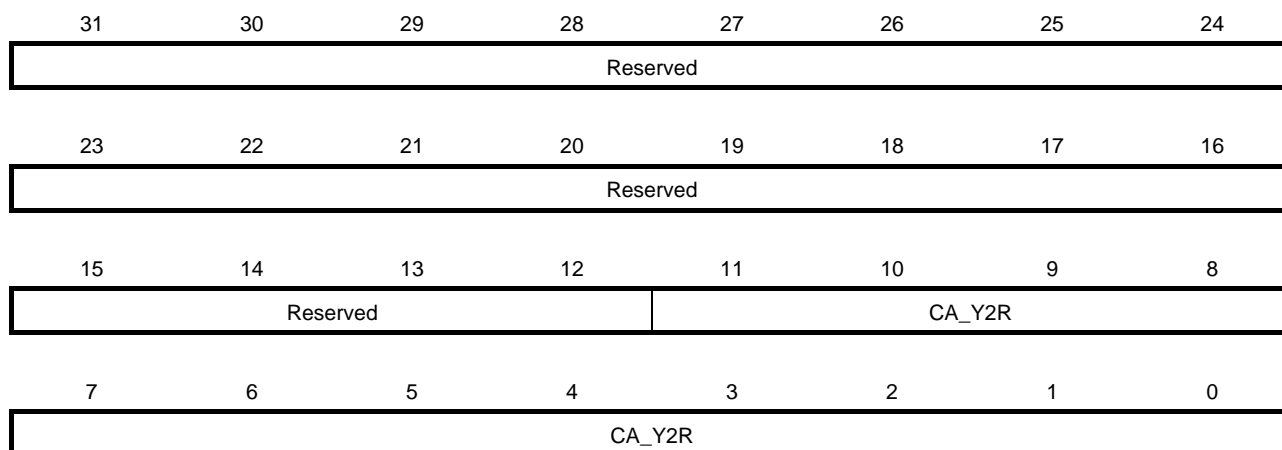 31 30 29 28 27 26 25 24
Reserved
23 22 21 20 19 18 17 16
Reserved
15 14 13 12 11 10 9 8
Reserved CA_Y2R
7 6 5 4 3 2 1 0
CA_Y2R